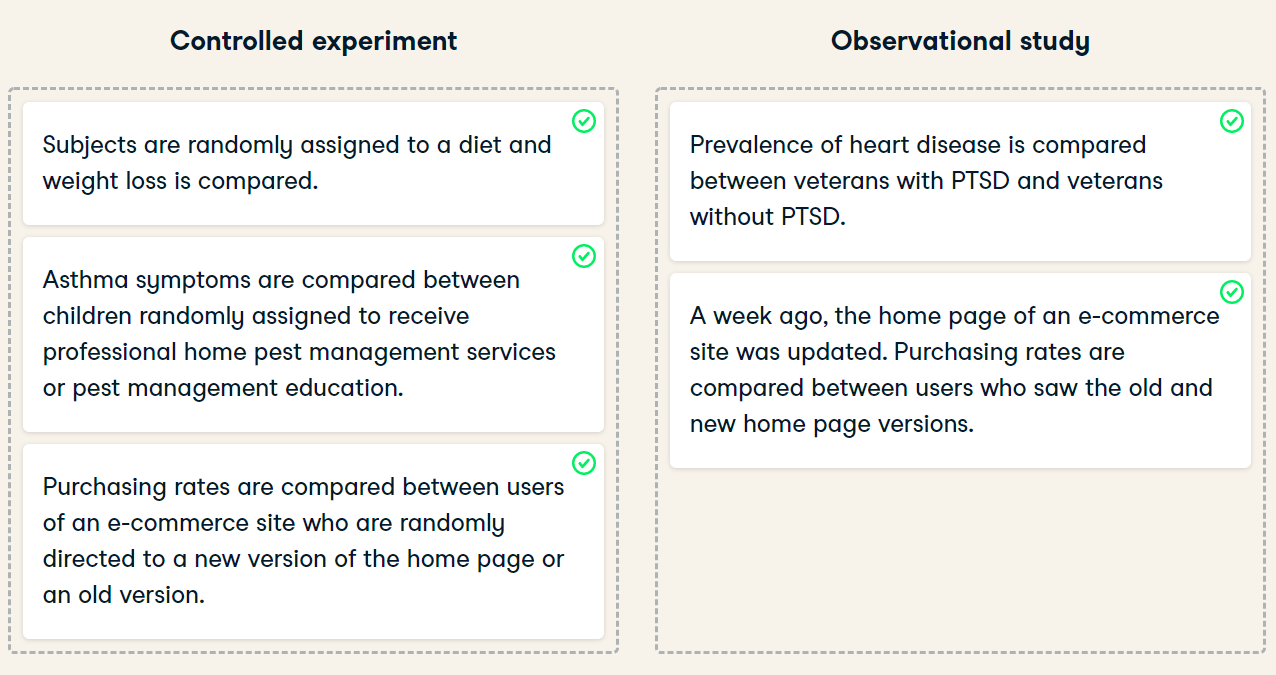 Controlled experiment
Subjects are randomly assigned to a diet and
weight loss is compared.
Asthma symptoms are compared between
children randomly assigned to receive
professional home pest management services
or pest management education.
Purchasing rates are compared between users
of an e-commerce site who are randomly
directed to a new version of the home page or
an old version.
Observational study
Prevalence of heart disease is compared
between veterans with PTSD and veterans
without PTSD.
A week ago, the home page of an e-commerce
site was updated. Purchasing rates are
compared between users who saw the old and
new home page versions.